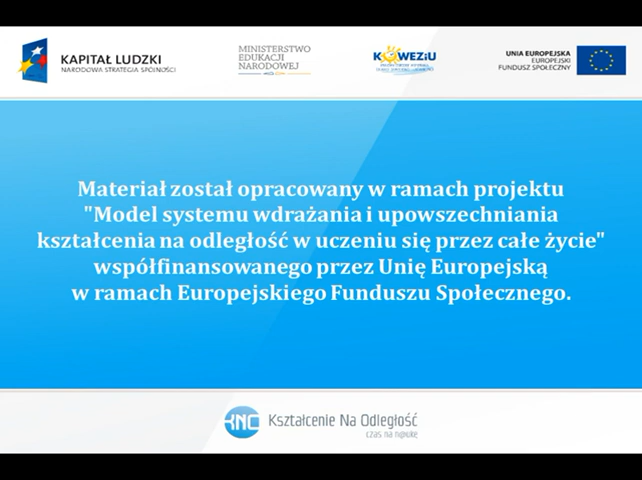 KAPITAŁ LUDZKI
NARODOWA STRATEGIA SPÓJNOŚCI
MINISTERSTWO
EDUKACJI
NARODOWEJ
KOWEZiU
UNIA EUROPEJSKA
EUROPEJSKI
FUNDUSZ SPOŁECZNY
Materiał został opracowany w ramach projektu
"Model systemu wdrażania i upowszechniania
kształcenia na odległość w uczeniu się przez całe życie"
współfinansowanego przez Unię Europejską
w ramach Europejskiego Funduszu Społecznego.
KNO Kształcenie Na Odległość
czas na naukę